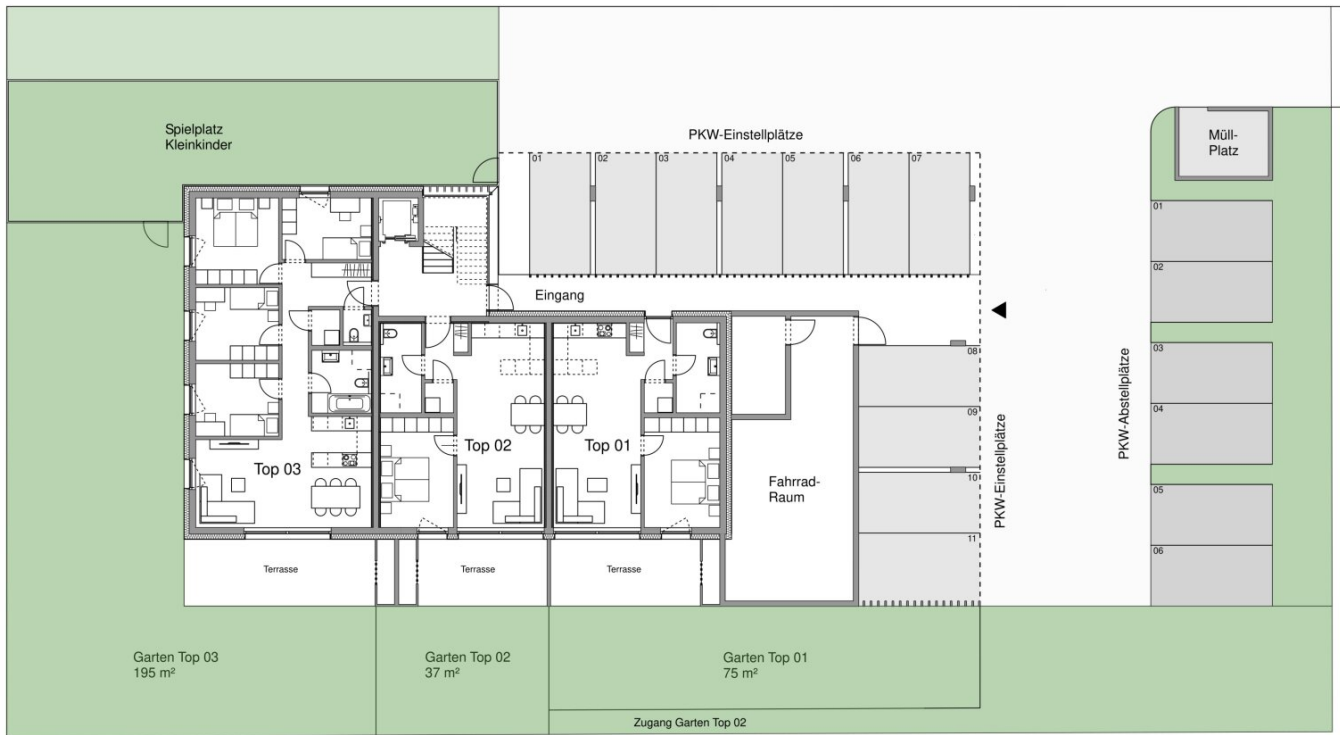 Spielplatz
Kleinkinder
PKW-Einstellplätze
01
02
03
04
05
06
07
Müll-
Platz
01
02
03
04
05
06
PKW-Abstellplätze
Eingang
08
09
10
11
PKW-Einstellplätze
Top 03
Top 02
Top 01
Fahrrad-
Raum
Terrasse
Terrasse
Terrasse
Garten Top 03
195 m²
Garten Top 02
37 m²
Garten Top 01
75 m²
Zugang Garten Top 02